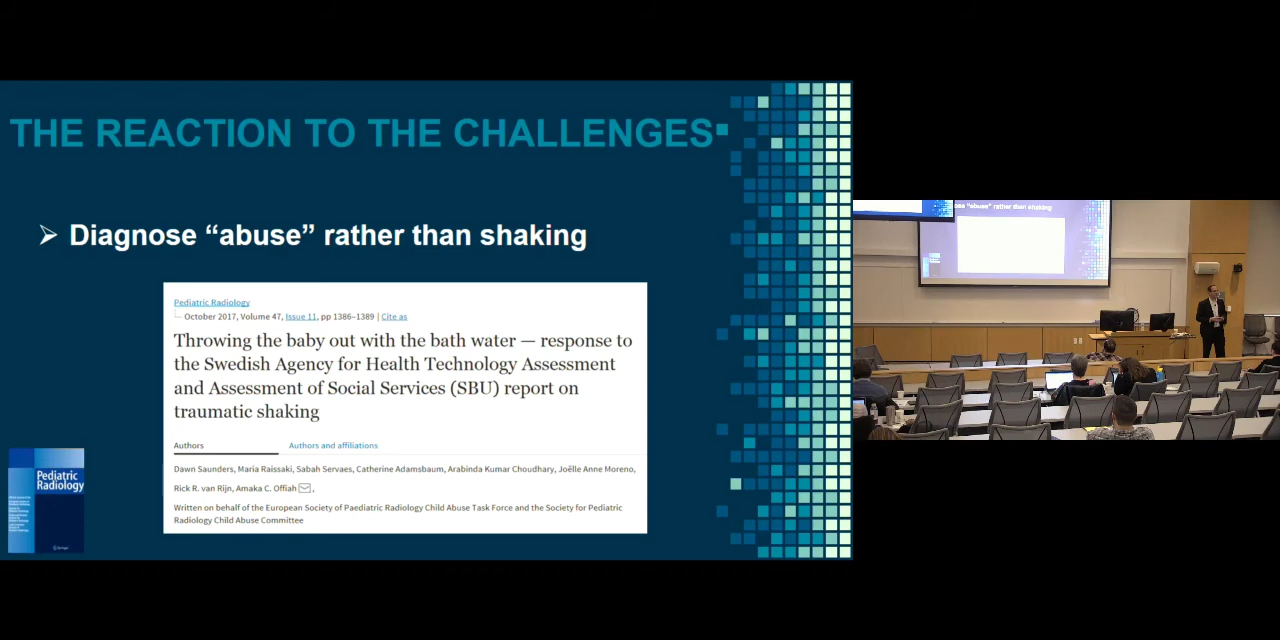 THE REACTION TO THE CHALLENGES
➢ Diagnose “abuse” rather than shaking
Pediatric Radiology
October 2017, Volume 47, Issue 11, pp 1386–1389 | Cite as
Throwing the baby out with the bath water — response to
the Swedish Agency for Health Technology Assessment
and Assessment of Social Services (SBU) report on
traumatic shaking
Authors
Authors and affiliations
Dawn Saunders, Maria Raissaki, Sabah Servaes, Catherine Adamsbaum, Arabinda Kumar Choudhary, Joëlle Anne Moreno,
Rick R. van Rijn, Amaka C. Offiah ,
Written on behalf of the European Society of Paediatric Radiology Child Abuse Task Force and the Society for Pediatric
Radiology Child Abuse Committee
Pediatric
Radiology
"abuse" rather than shaking